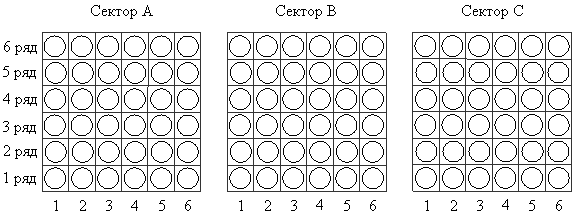 Сектор А Сектор В Сектор С
6 ряд
5 ряд
4 ряд
3 ряд
2 ряд
1 ряд
1 2 3 4 5 6 1 2 3 4 5 6 1 2 3 4 5 6